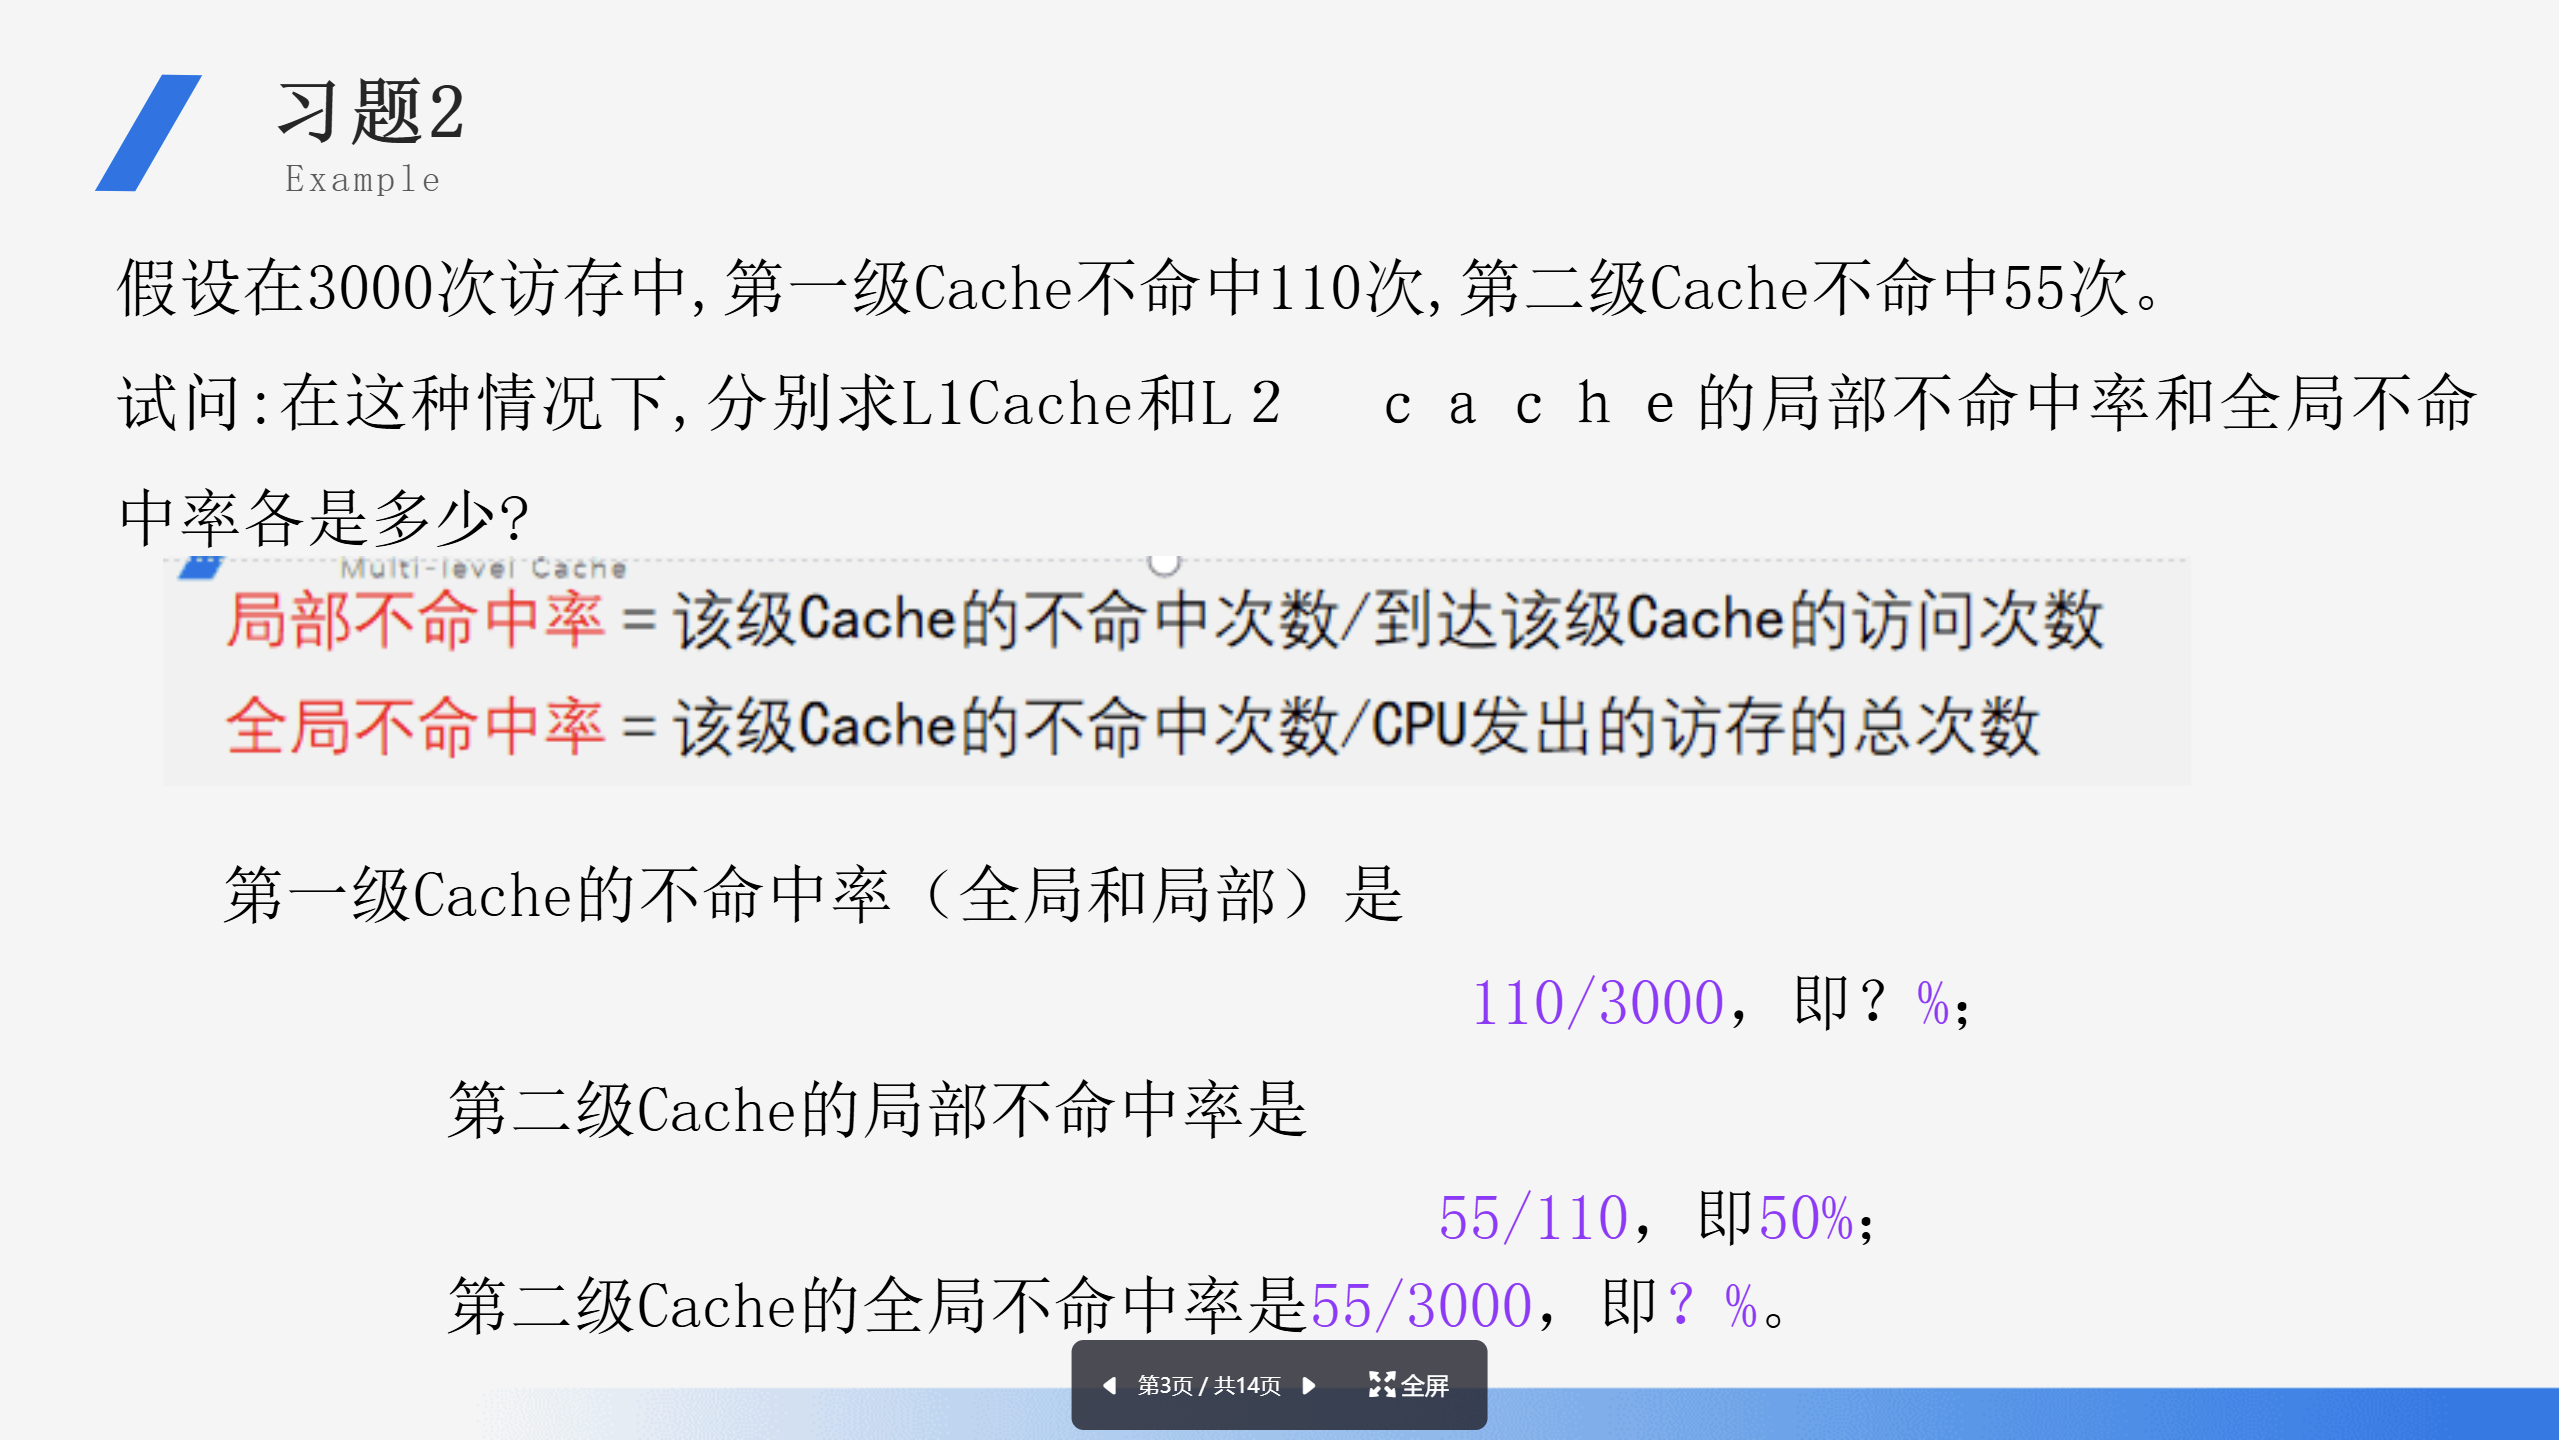 习题2
Example
假设在3000次访存中,第一级Cache不命中110次,第二级Cache不命中55次。
试问:在这种情况下,分别求L1Cache和L２　ｃａｃｈｅ的局部不命中率和全局不命
中率各是多少?
Multi-level Cache
局部不命中率＝该级Cache的不命中次数/到达该级Cache的访问次数
全局不命中率＝该级Cache的不命中次数/CPU发出的访存的总次数
第一级Cache的不命中率（全局和局部）是
110/3000，即？%；
第二级Cache的局部不命中率是
55/110，即50%；
第二级Cache的全局不命中率是55/3000，即？%。
第3页 / 共14页 全屏